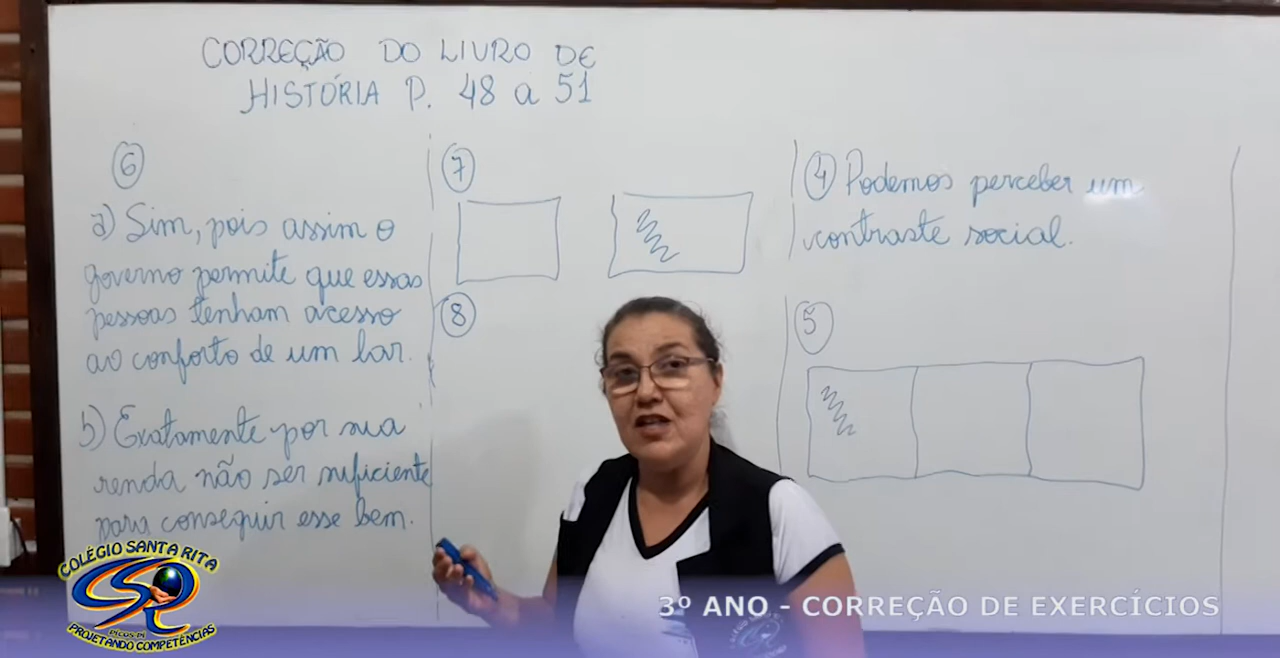 CORREÇÃO DO LIVRO DE
HISTÓRIA P. 48 a 51
6
a) Sim, pois assim o
governo permite que essas
pessoas tenham acesso
ao conforto de um lar.
b) Exatamente por sua
renda não ser suficiente
para conseguir esse bem.
7
8
4 Podemos perceber um
contraste social.
5
COLÉGIO SANTA RITA
PICOS-PI
PROJETANDO COMPETÊNCIAS
3º ANO - CORREÇÃO DE EXERCÍCIOS